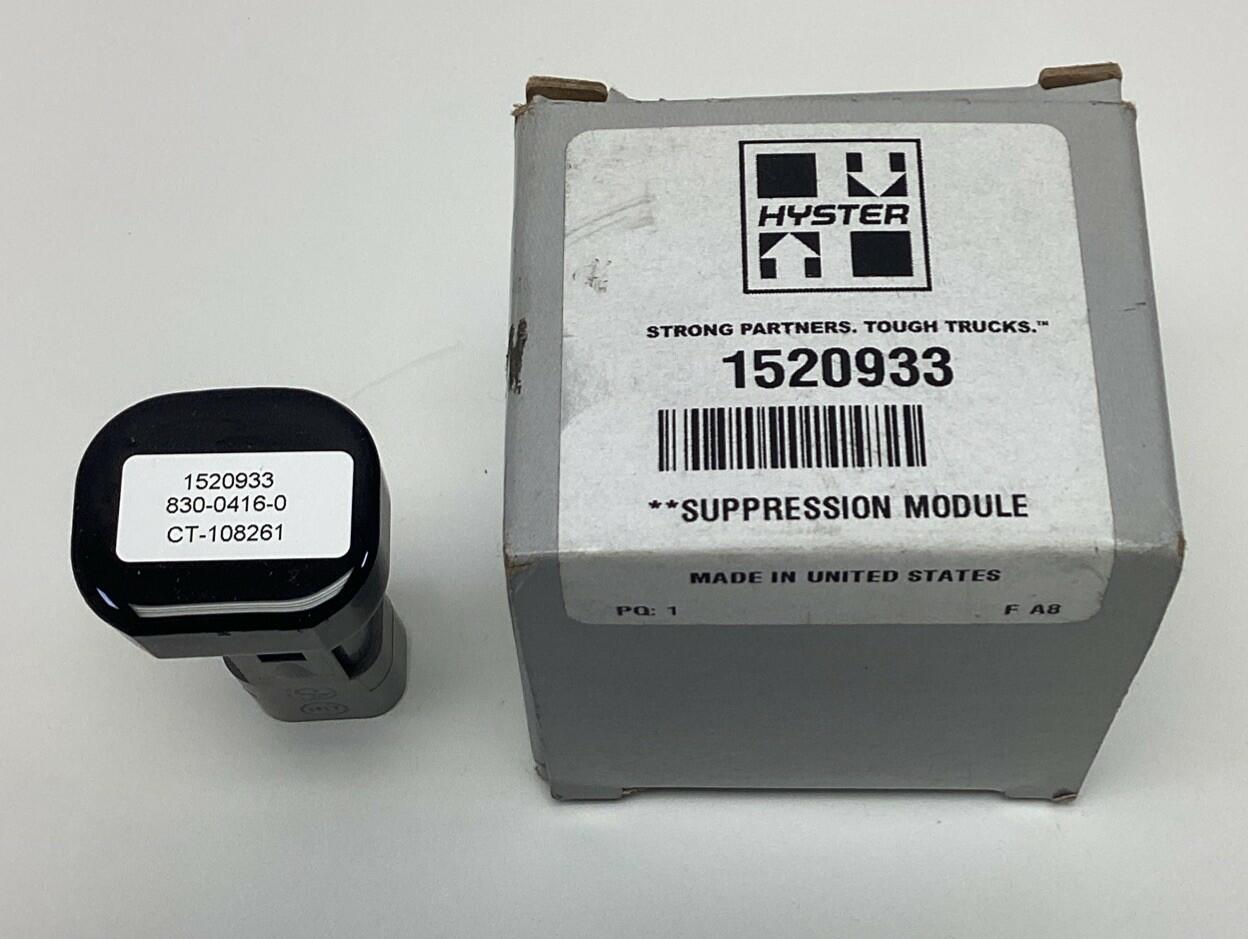 1520933
830-0416-0
CT-108261
HYSTER
STRONG PARTNERS. TOUGH TRUCKS.™
1520933
**SUPPRESSION MODULE
MADE IN UNITED STATES
PQ: 1 F A8